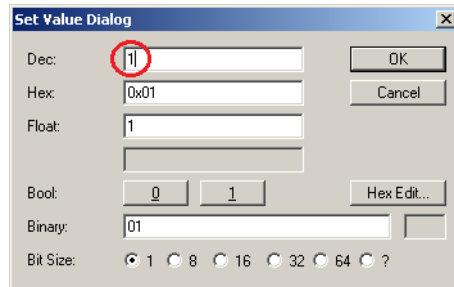 Set Value Dialog
Dec: 1 OK
Hex: 0x01 Cancel
Float: 1
Bool: 0 1 Hex Edit...
Binary: 01
Bit Size: 1 8 16 32 64 ?